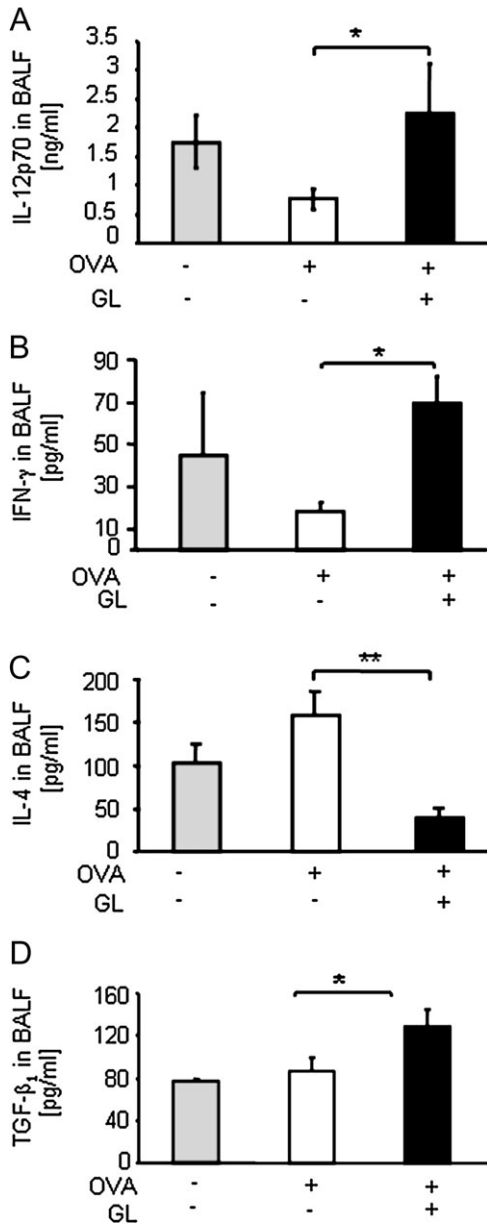 A
IL-12p70 in BALF
[ng/ml]
3.5
3
2.5
2
1.5
1
0.5
0
*
OVA - + +
GL - - +
B
IFN-γ in BALF
[pg/ml]
90
70
50
30
10
0
*
OVA - + +
GL - - +
C
IL-4 in BALF
[pg/ml]
200
150
100
50
0
**
OVA - + +
GL - - +
D
TGF-β₁ in BALF
[pg/ml]
160
120
80
40
0
*
OVA - + +
GL - - +